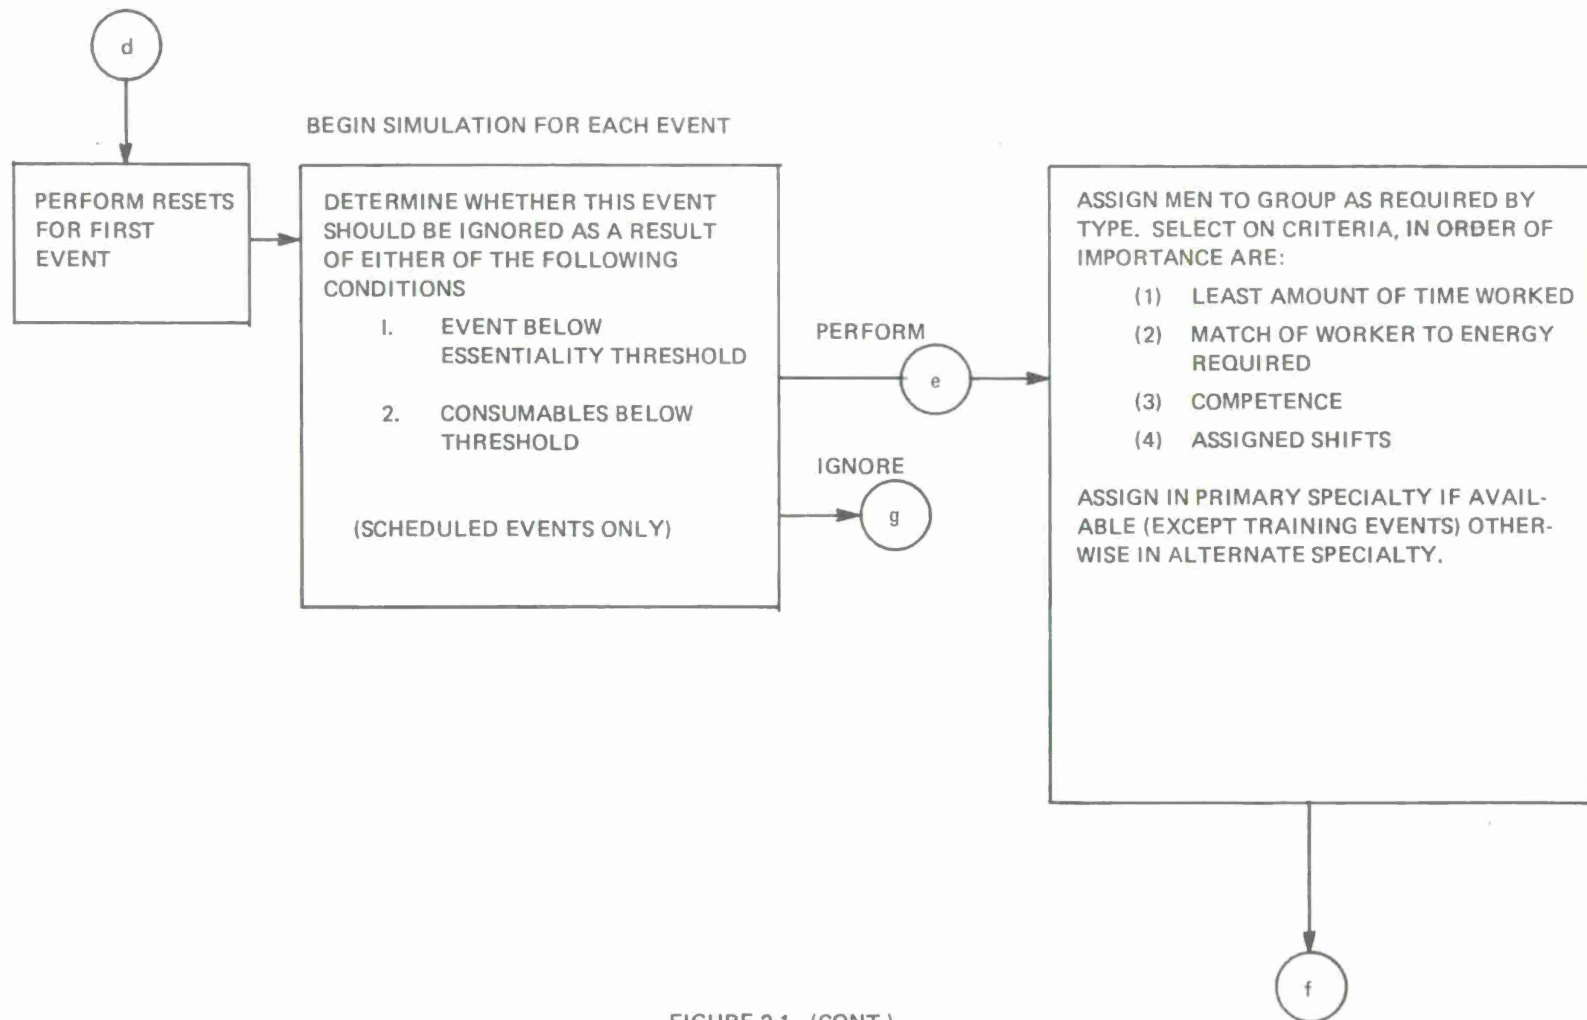 d
BEGIN SIMULATION FOR EACH EVENT
PERFORM RESETS
FOR FIRST
EVENT
DETERMINE WHETHER THIS EVENT
SHOULD BE IGNORED AS A RESULT
OF EITHER OF THE FOLLOWING
CONDITIONS
I. EVENT BELOW
ESSENTIALITY THRESHOLD
2. CONSUMABLES BELOW
THRESHOLD
(SCHEDULED EVENTS ONLY)
PERFORM
e
IGNORE
g
ASSIGN MEN TO GROUP AS REQUIRED BY
TYPE. SELECT ON CRITERIA, IN ORDER OF
IMPORTANCE ARE:
(1) LEAST AMOUNT OF TIME WORKED
(2) MATCH OF WORKER TO ENERGY
REQUIRED
(3) COMPETENCE
(4) ASSIGNED SHIFTS
ASSIGN IN PRIMARY SPECIALTY IF AVAIL-
ABLE (EXCEPT TRAINING EVENTS) OTHER-
WISE IN ALTERNATE SPECIALTY.
f
FIGURE 2.1 (CONT.)